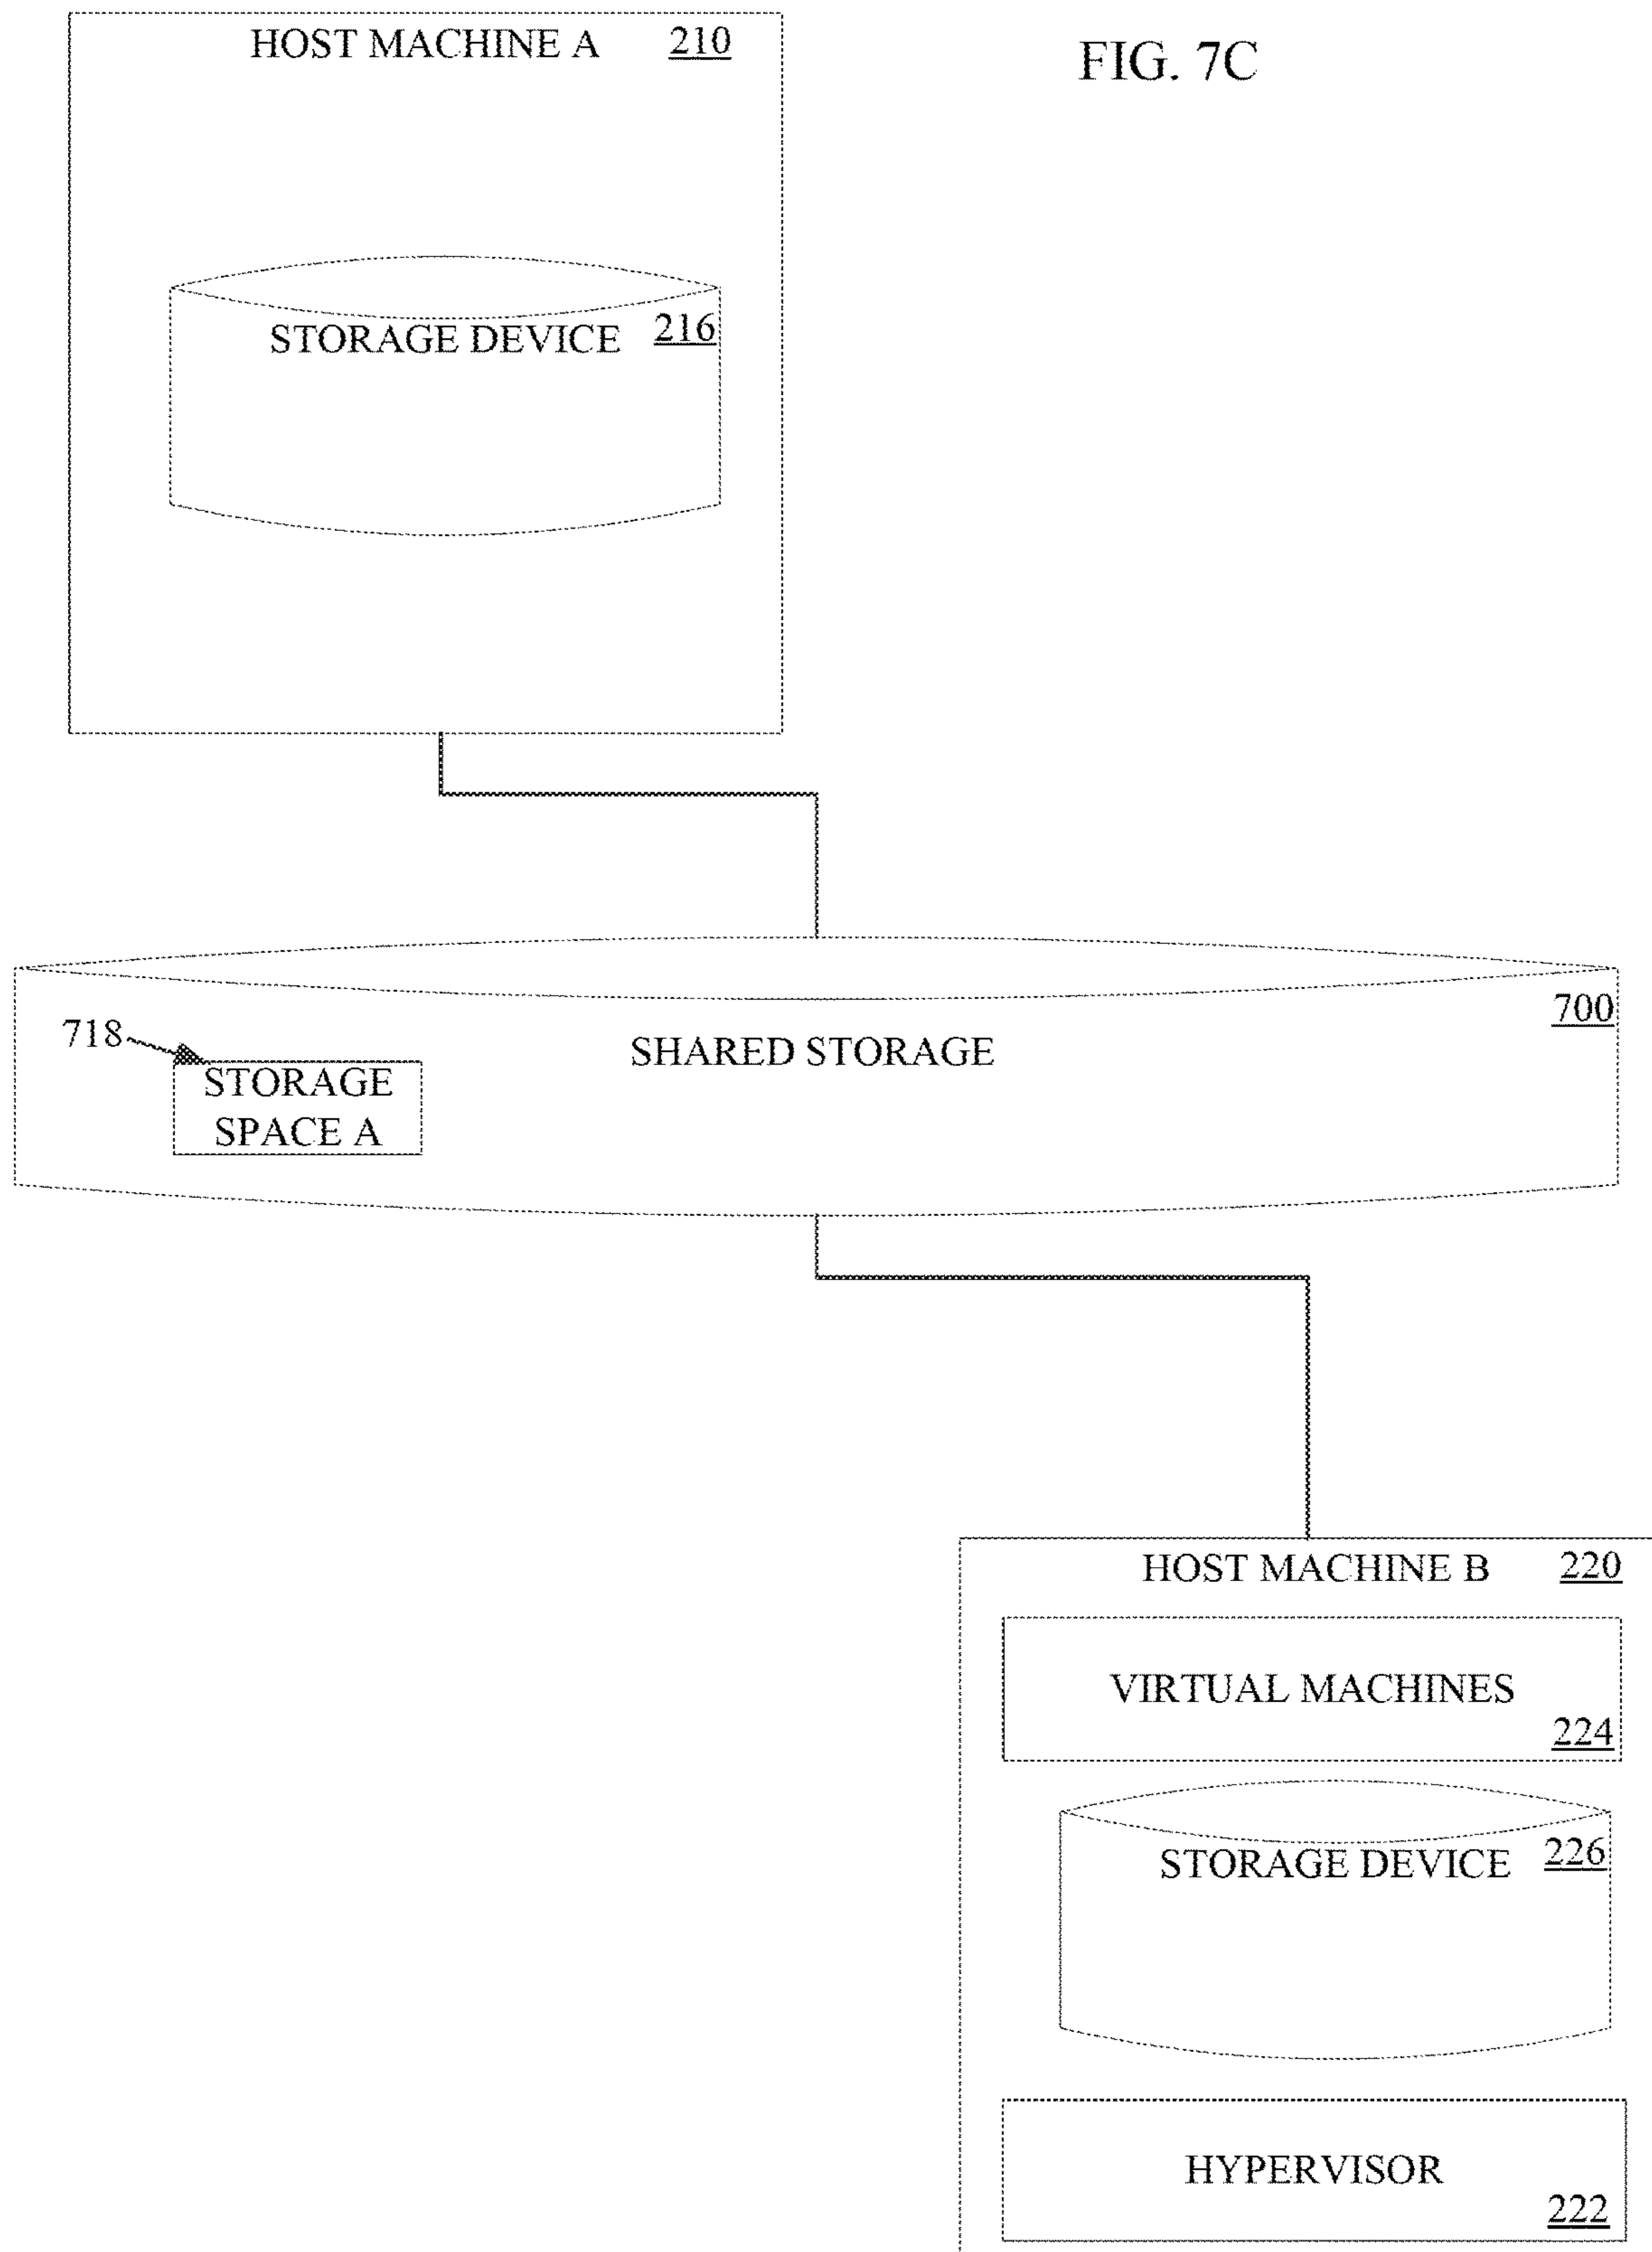 HOST MACHINE A 210
FIG. 7C
STORAGE DEVICE 216
700
718
SHARED STORAGE
STORAGE
SPACE A
HOST MACHINE B 220
VIRTUAL MACHINES
224
STORAGE DEVICE 226
HYPERVISOR
222